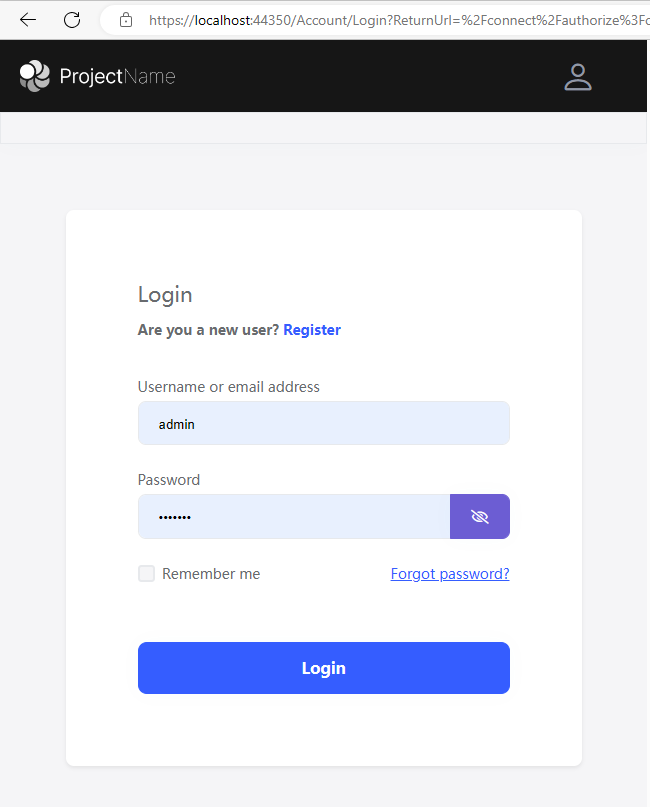 https://localhost:44350/Account/Login?ReturnUrl=%2Fconnect%2Fauthorize%3Fc
ProjectName
Login
Are you a new user? Register
Username or email address
admin
Password
•••••••
Remember me Forgot password?
Login